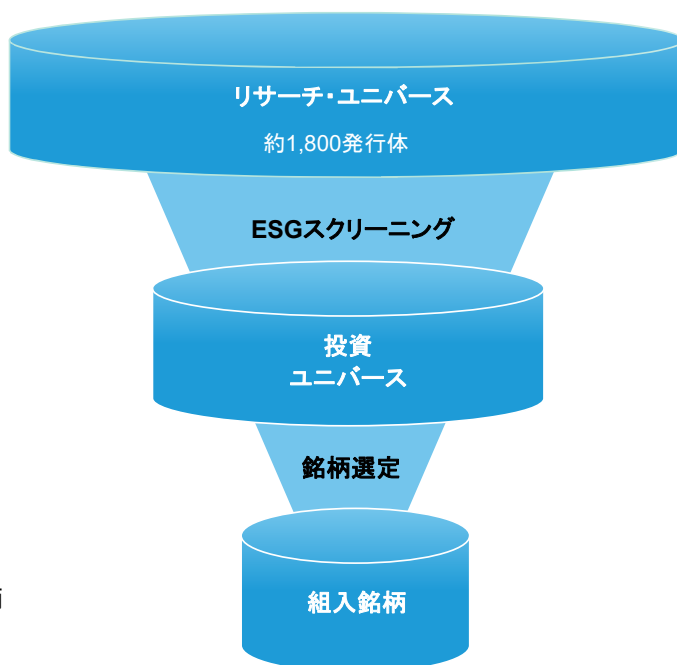 リサーチ・ユニバース
約1,800発行体
ESGスクリーニング
投資
ユニバース
銘柄選定
組入銘柄